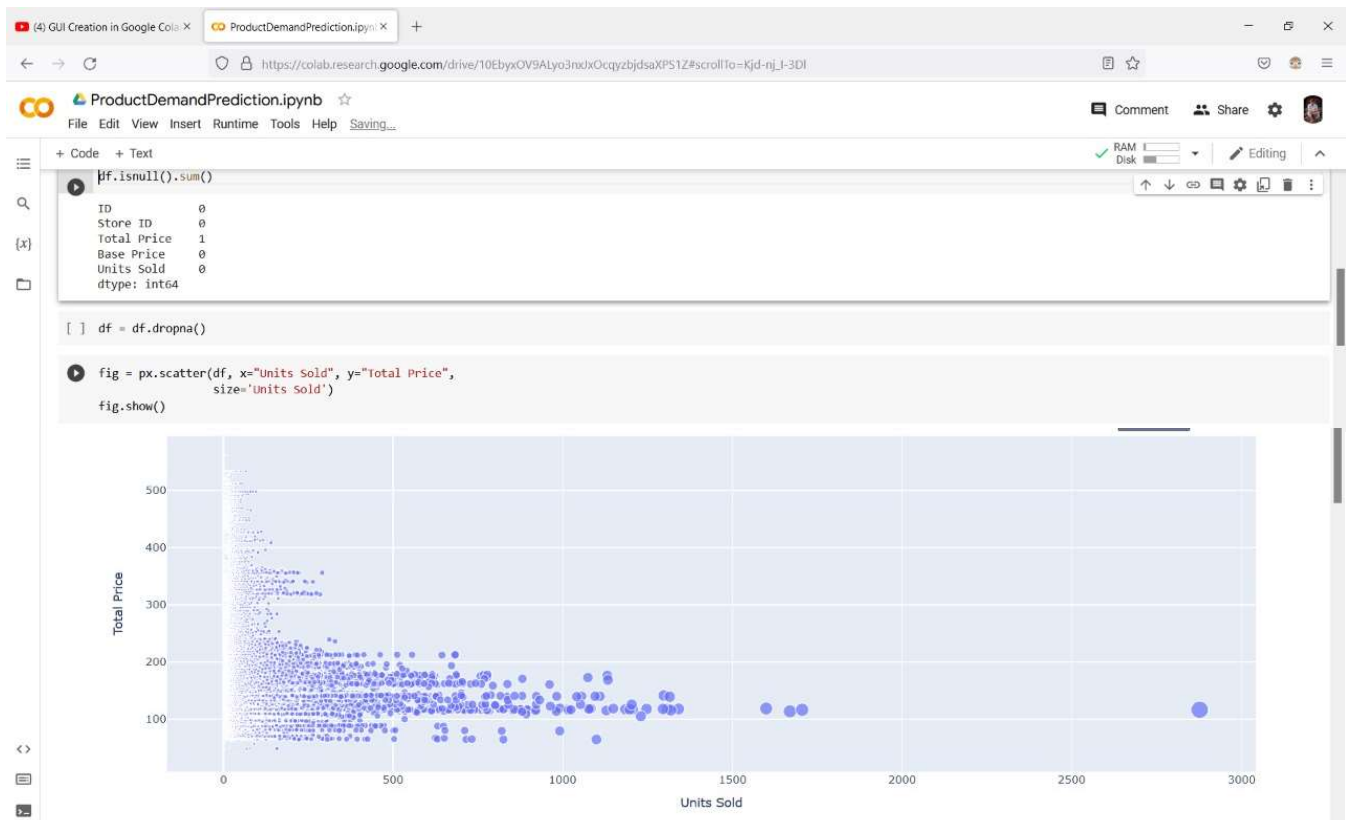 (4) GUI Creation in Google Cola
ProductDemandPrediction.ipyn
https://colab.research.google.com/drive/10EbyxOV9ALyo3nxJxOcqyzbjdsaXPS1Z#scrollTo=Kjd-nj_I-3Dl
ProductDemandPrediction.ipynb
Comment Share
File Edit View Insert Runtime Tools Help Saving...
+ Code + Text
RAM
Disk
Editing
df.isnull().sum()
ID 0
Store ID 0
{x}
Total Price 1
Base Price 0
Units Sold 0
dtype: int64
[ ] df = df.dropna()
fig = px.scatter(df, x="Units Sold", y="Total Price",
size='Units Sold')
fig.show()
500
400
300
200
100
Total Price
0 500 1000 1500 2000 2500 3000
Units Sold